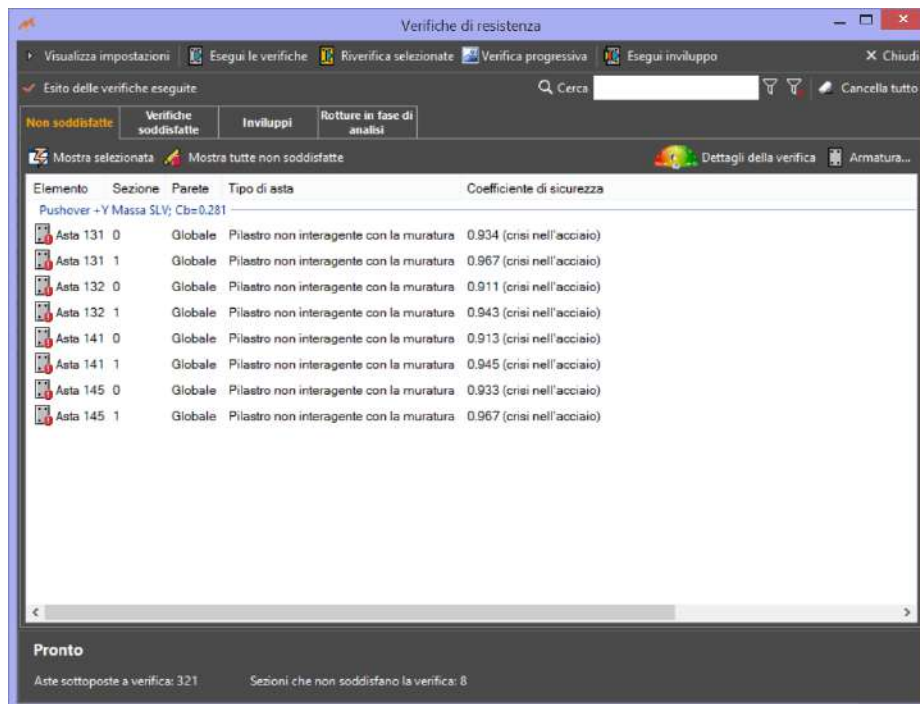 Verifiche di resistenza
Visualizza impostazioni Esegui le verifiche Riverifica selezionate Verifica progressiva Esegui inviluppo Chiudi
Esito delle verifiche eseguite Cerca Cancella tutto
Non soddisfatte Verifiche soddisfatte Inviluppi Rotture in fase di analisi
Mostra selezionata Mostra tutte non soddisfatte Dettagli della verifica Armatura...
Elemento Sezione Parete Tipo di asta Coefficiente di sicurezza
Pushover +Y Massa SLV; Cb=0.281
Asta 131 0 Globale Pilastro non interagente con la muratura 0.934 (crisi nell'acciaio)
Asta 131 1 Globale Pilastro non interagente con la muratura 0.967 (crisi nell'acciaio)
Asta 132 0 Globale Pilastro non interagente con la muratura 0.911 (crisi nell'acciaio)
Asta 132 1 Globale Pilastro non interagente con la muratura 0.943 (crisi nell'acciaio)
Asta 141 0 Globale Pilastro non interagente con la muratura 0.913 (crisi nell'acciaio)
Asta 141 1 Globale Pilastro non interagente con la muratura 0.945 (crisi nell'acciaio)
Asta 145 0 Globale Pilastro non interagente con la muratura 0.933 (crisi nell'acciaio)
Asta 145 1 Globale Pilastro non interagente con la muratura 0.967 (crisi nell'acciaio)
Pronto
Aste sottoposte a verifica: 321 Sezioni che non soddisfano la verifica: 8